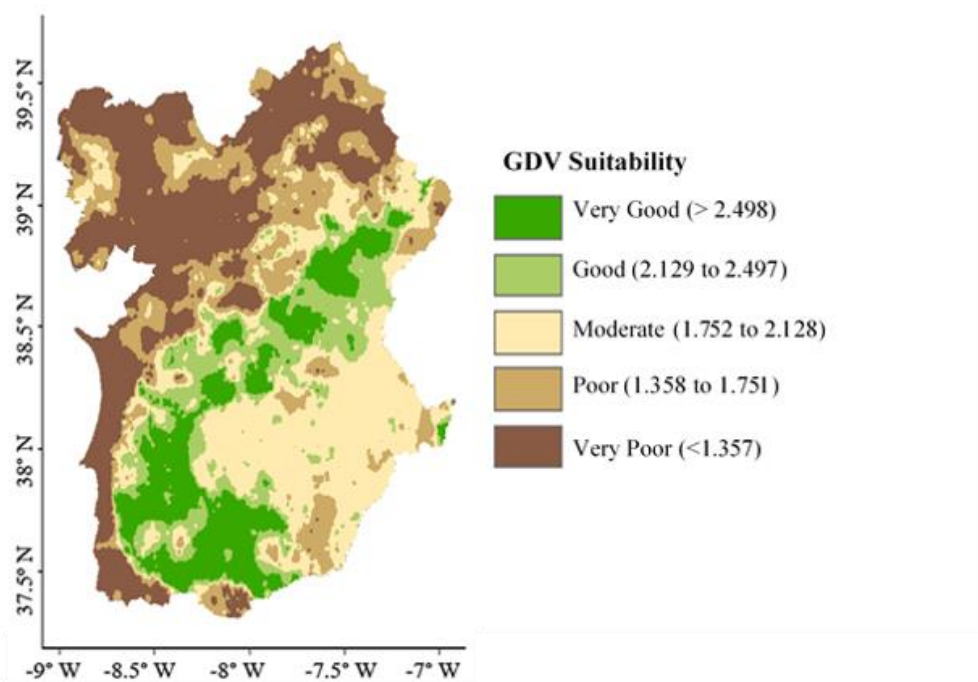 39.5° N
39° N
38.5° N
38° N
37.5° N
-9° W
-8.5° W
-8° W
-7.5° W
-7° W
GDV Suitability
Very Good (> 2.498)
Good (2.129 to 2.497)
Moderate (1.752 to 2.128)
Poor (1.358 to 1.751)
Very Poor (<1.357)